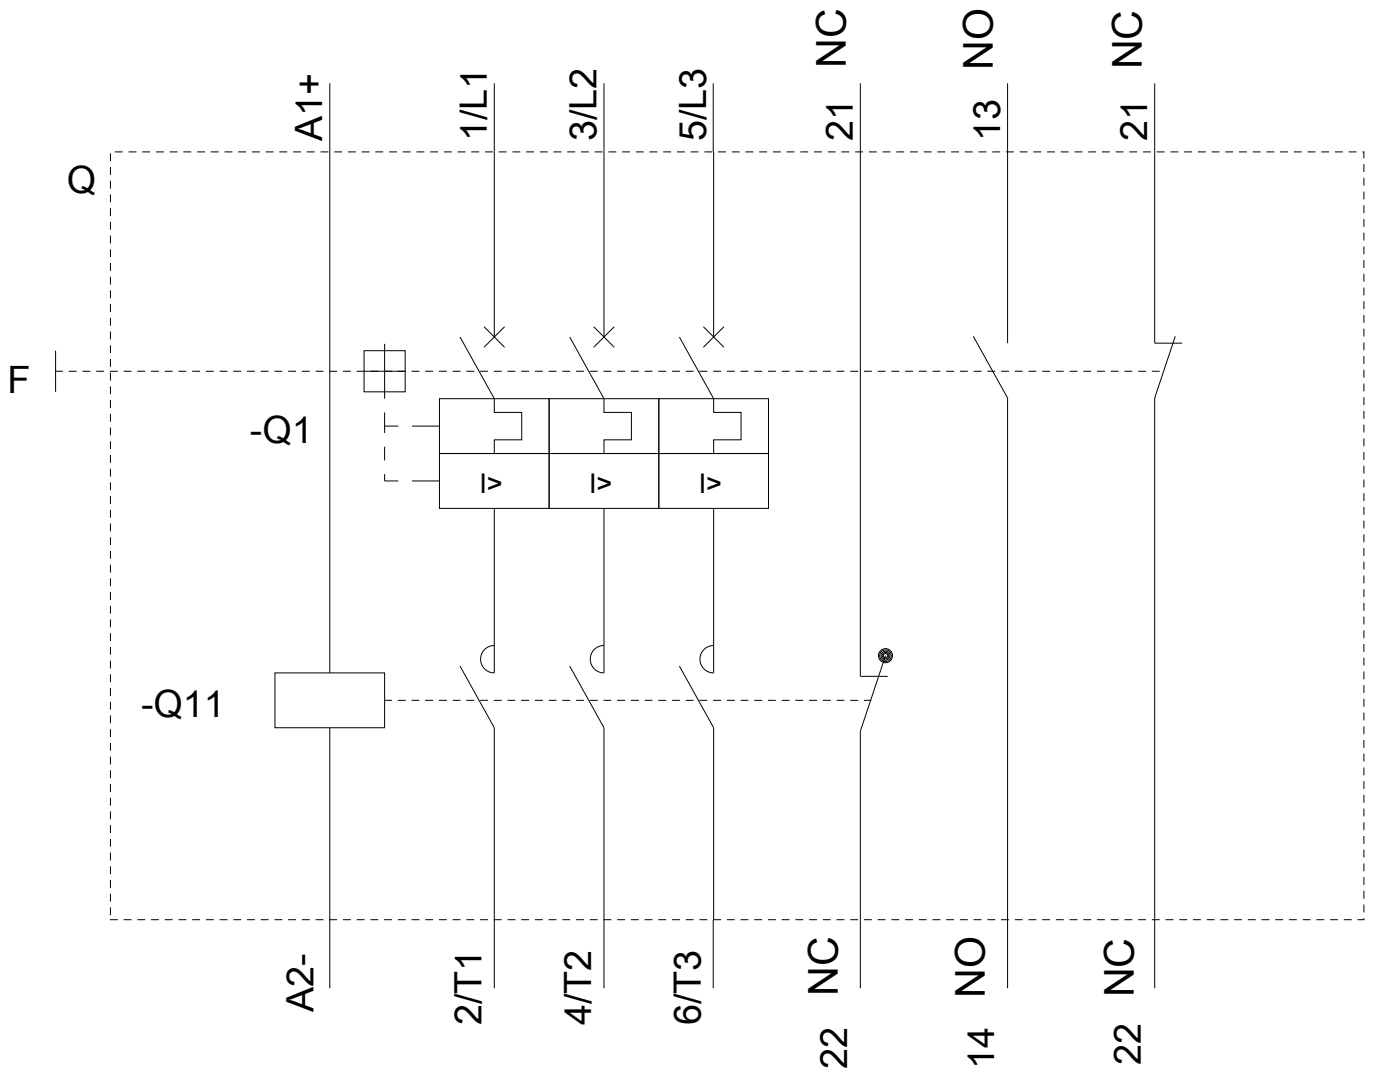 NC
NO
NC
A1+
1/L1
3/L2
5/L3
21
13
21
Q
F
-Q1
I>
I>
I>
-Q11
A2-
2/T1
4/T2
6/T3
NC
NO
NC
22
14
22